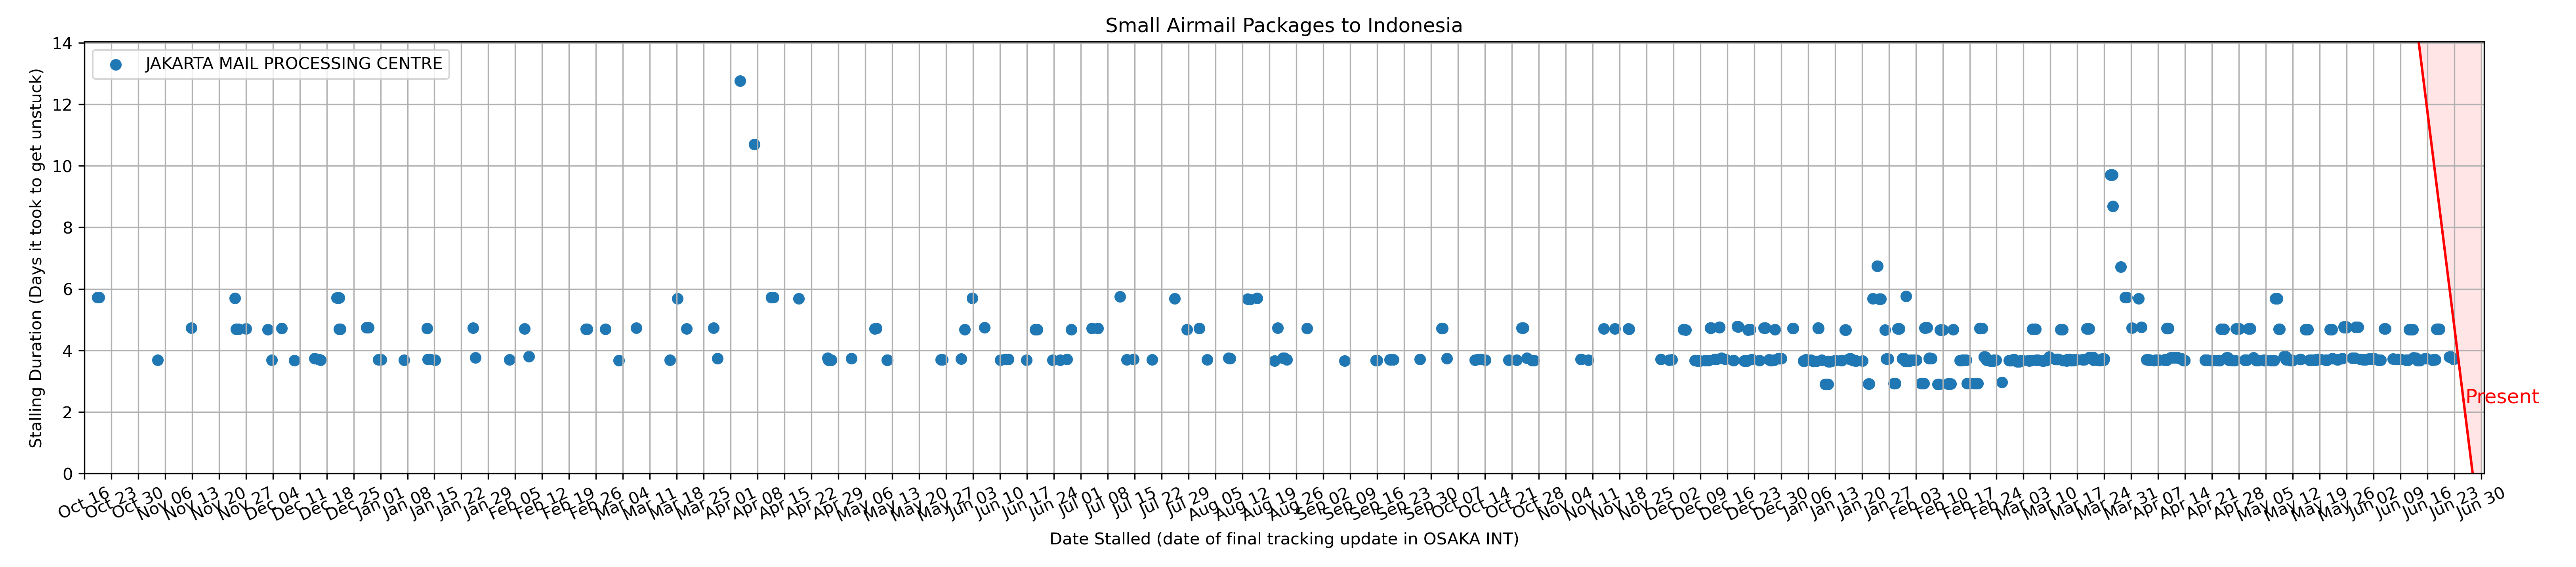 Small Airmail Packages to Indonesia
JAKARTA MAIL PROCESSING CENTRE
Stalling Duration (Days it took to get unstuck)
14
12
10
8
6
4
2
0
Present
Oct 16
Oct 23
Oct 30
Nov 06
Nov 13
Nov 20
Nov 27
Dec 04
Dec 11
Dec 18
Dec 25
Jan 01
Jan 08
Jan 15
Jan 22
Jan 29
Feb 05
Feb 12
Feb 19
Feb 26
Mar 04
Mar 11
Mar 18
Mar 25
Apr 01
Apr 08
Apr 15
Apr 22
Apr 29
May 06
May 13
May 20
May 27
Jun 03
Jun 10
Jun 17
Jun 24
Jul 01
Jul 08
Jul 15
Jul 22
Jul 29
Aug 05
Aug 12
Aug 19
Aug 26
Sep 02
Sep 09
Sep 16
Sep 23
Sep 30
Oct 07
Oct 14
Oct 21
Oct 28
Nov 04
Nov 11
Nov 18
Nov 25
Dec 02
Dec 09
Dec 16
Dec 23
Dec 30
Jan 06
Jan 13
Jan 20
Jan 27
Feb 03
Feb 10
Feb 17
Feb 24
Mar 03
Mar 10
Mar 17
Mar 24
Mar 31
Apr 07
Apr 14
Apr 21
Apr 28
May 05
May 12
May 19
May 26
Jun 02
Jun 09
Jun 16
Jun 23
Jun 30
Date Stalled (date of final tracking update in OSAKA INT)